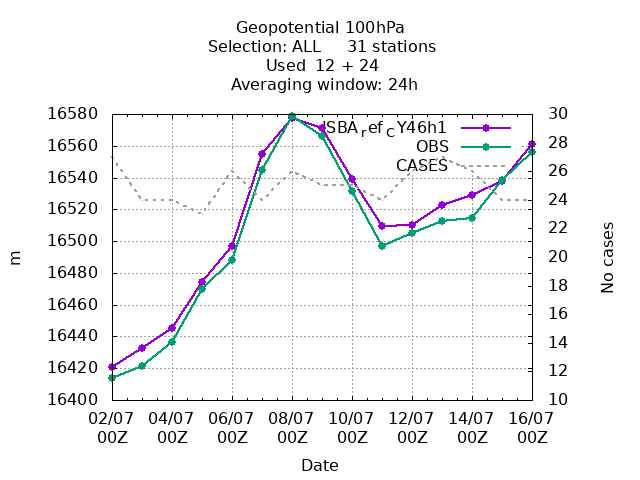 Geopotential 100hPa
Selection: ALL 31 stations
Used 12 + 24
Averaging window: 24h
16580
16560
16540
16520
16500
16480
16460
16440
16420
16400
30
28
26
24
22
20
18
16
14
12
10
ISBA_ref_CY46h1
OBS
CASES
m
No cases
02/07 04/07 06/07 08/07 10/07 12/07 14/07 16/07
00Z 00Z 00Z 00Z 00Z 00Z 00Z 00Z
Date